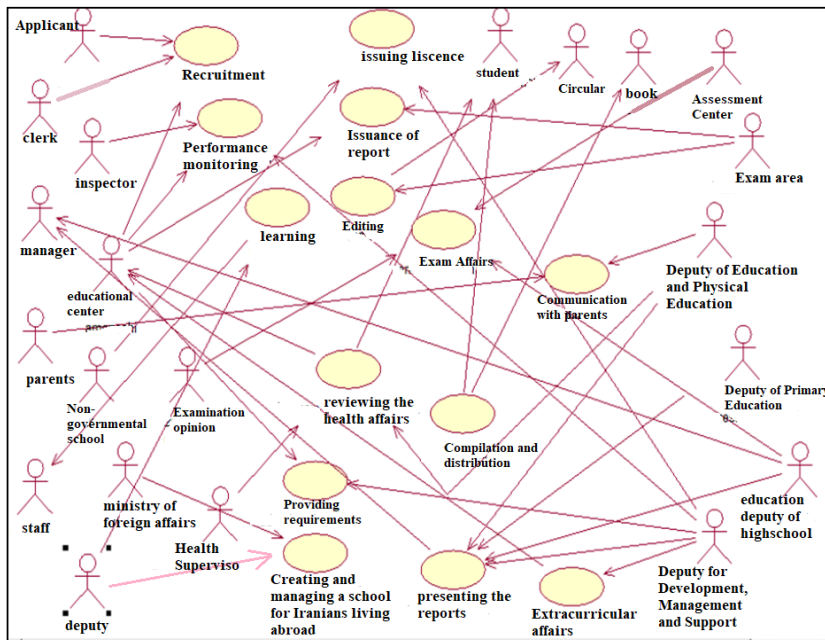 Applicant
Recruitment
issuing liscence
student
Circular
book
Assessment
Center
clerk
Performance
monitoring
Issuance of
report
inspector
Exam area
manager
learning
Editing
Exam Affairs
educational
center
Deputy of Education
and Physical
Education
Communication
with parents
parents
Non-
governmental
school
Examination
opinion
reviewing the
health affairs
Deputy of Primary
Education
Compilation and
distribution
staff
ministry of
foreign affairs
Providing
requirements
education
deputy of
highschool
Health
Superviso
Creating and
managing a school
for Iranians living
abroad
presenting the
reports
Extracurricular
affairs
Deputy for
Development,
Management
and Support
deputy